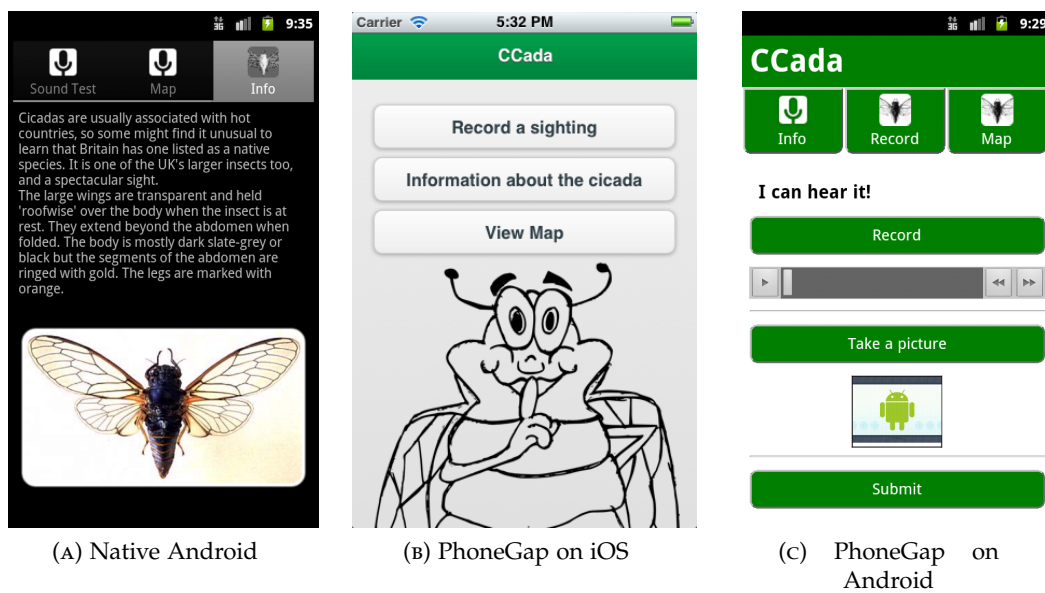 3G 9:35
Sound Test Map Info
Cicadas are usually associated with hot
countries, so some might find it unusual to
learn that Britain has one listed as a native
species. It is one of the UK's larger insects too,
and a spectacular sight.
The large wings are transparent and held
'roofwise' over the body when the insect is at
rest. They extend beyond the abdomen when
folded. The body is mostly dark slate-grey or
black but the segments of the abdomen are
ringed with gold. The legs are marked with
orange.
(A) Native Android
Carrier 5:32 PM
CCada
Record a sighting
Information about the cicada
View Map
(B) PhoneGap on iOS
3G 9:29
CCada
Info Record Map
I can hear it!
Record
Take a picture
Submit
(C) PhoneGap on
Android